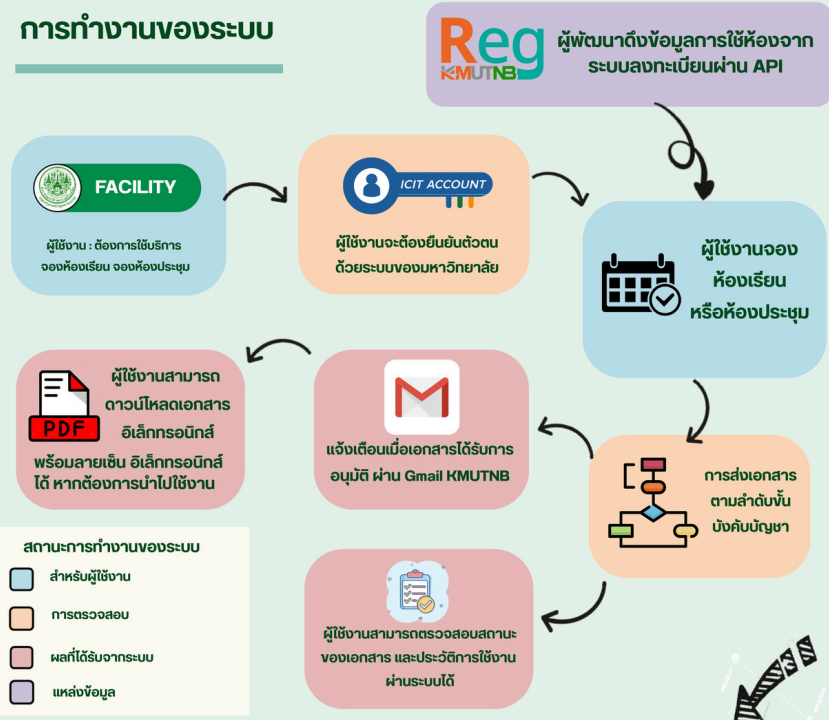 การทำงานของระบบ
Reg
KMUTNB
ผู้พัฒนาดึงข้อมูลการใช้ห้องจาก
ระบบลงทะเบียนผ่าน API
FACILITY
ผู้ใช้งาน : ต้องการใช้บริการ
จองห้องเรียน จองห้องประชุม
ICIT ACCOUNT
ผู้ใช้งานจะต้องยืนยันตัวตน
ด้วยระบบของมหาวิทยาลัย
ผู้ใช้งานจอง
ห้องเรียน
หรือห้องประชุม
ผู้ใช้งานสามารถ
ดาวน์โหลดเอกสาร
อิเล็กทรอนิกส์
PDF
พร้อมลายเซ็น อิเล็กทรอนิกส์
ได้ หากต้องการนำไปใช้งาน
แจ้งเตือนเมื่อเอกสารได้รับการ
อนุมัติ ผ่าน Gmail KMUTNB
การส่งเอกสาร
ตามลำดับขั้น
บังคับบัญชา
ผู้ใช้งานสามารถตรวจสอบสถานะ
ของเอกสาร และประวัติการใช้งาน
ผ่านระบบได้
สถานะการทำงานของระบบ
สำหรับผู้ใช้งาน
การตรวจสอบ
ผลที่ได้รับจากระบบ
แหล่งข้อมูล